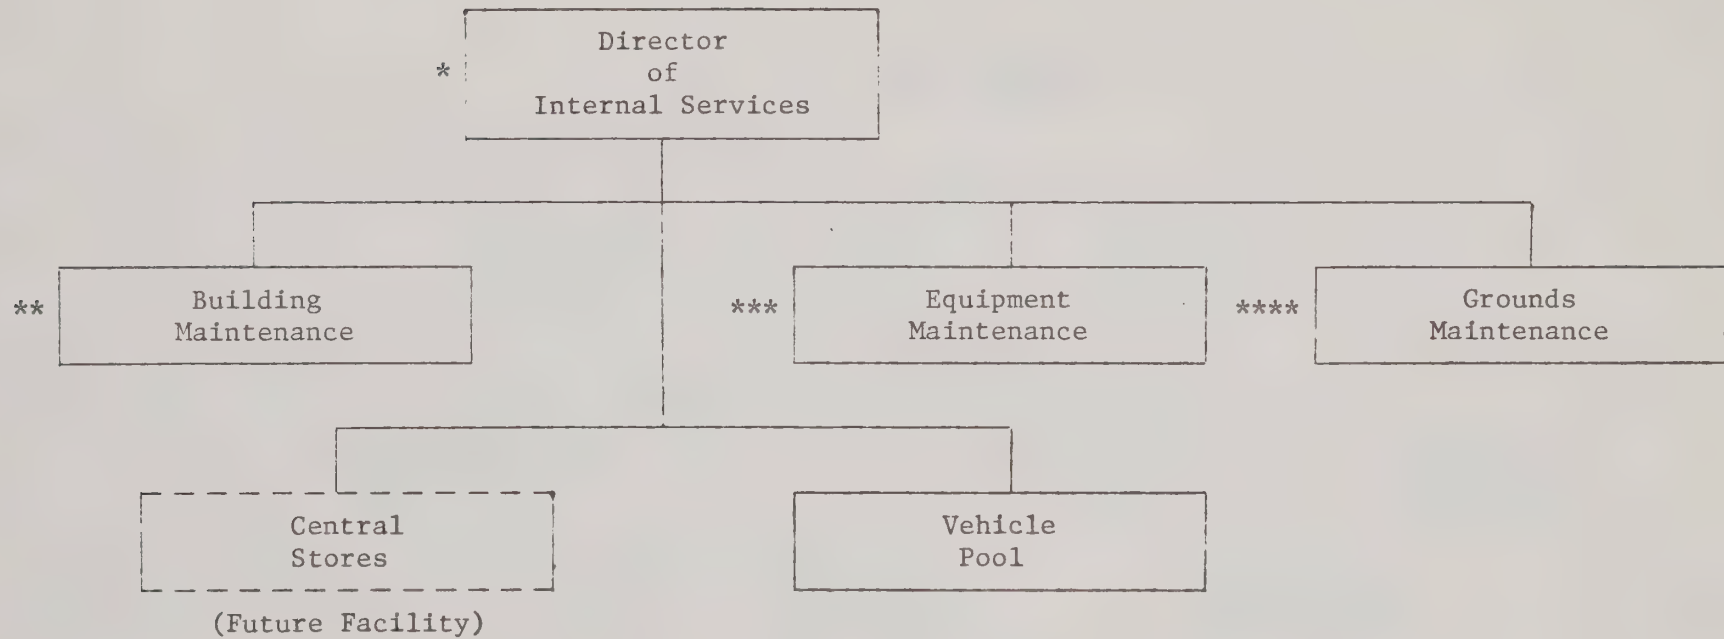 Director
* of
Internal Services
Building
** Maintenance
Equipment
*** Maintenance
Grounds
**** Maintenance
Central
Stores
(Future Facility)
Vehicle
Pool